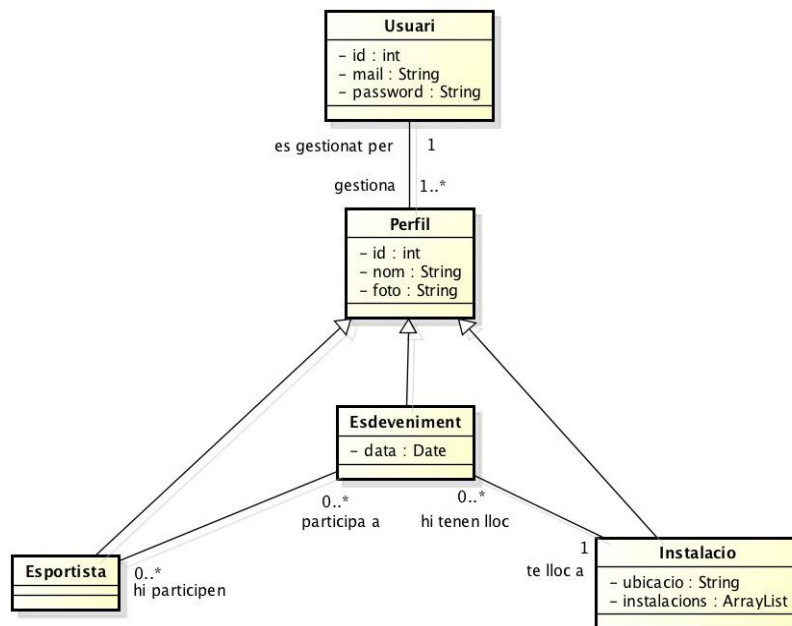 Usuari
- id : int
- mail : String
- password : String
es gestionat per
1
gestiona
1..*
Perfil
- id : int
- nom : String
- foto : String
Esdeveniment
- data : Date
0..*
participa a
0..*
hi tenen lloc
Esportista
0..*
hi participen
1
te lloc a
Instalacio
- ubicacio : String
- instalacions : ArrayList